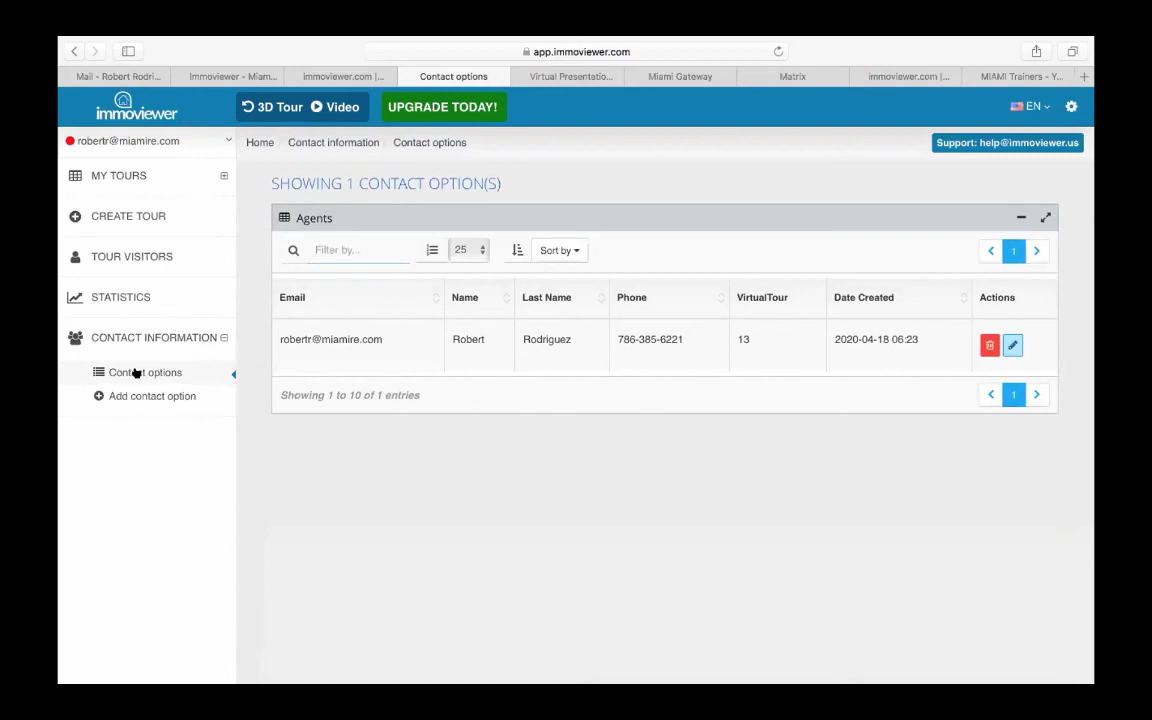 app.immoviewer.com
Mail - Robert Rodri...
Immoviewer - Miam...
immoviewer.com |...
Contact options
Virtual Presentatio...
Miami Gateway
Matrix
immoviewer.com |...
MIAMI Trainers - Y...
immoviewer
3D Tour Video
UPGRADE TODAY!
EN
robertr@miamire.com
Home Contact information Contact options
Support: help@immoviewer.us
MY TOURS
CREATE TOUR
TOUR VISITORS
STATISTICS
CONTACT INFORMATION
Contact options
Add contact option
SHOWING 1 CONTACT OPTION(S)
Agents
Filter by... 25 Sort by 1
Email Name Last Name Phone VirtualTour Date Created Actions
robertr@miamire.com Robert Rodriguez 786-385-6221 13 2020-04-18 06:23
Showing 1 to 10 of 1 entries 1